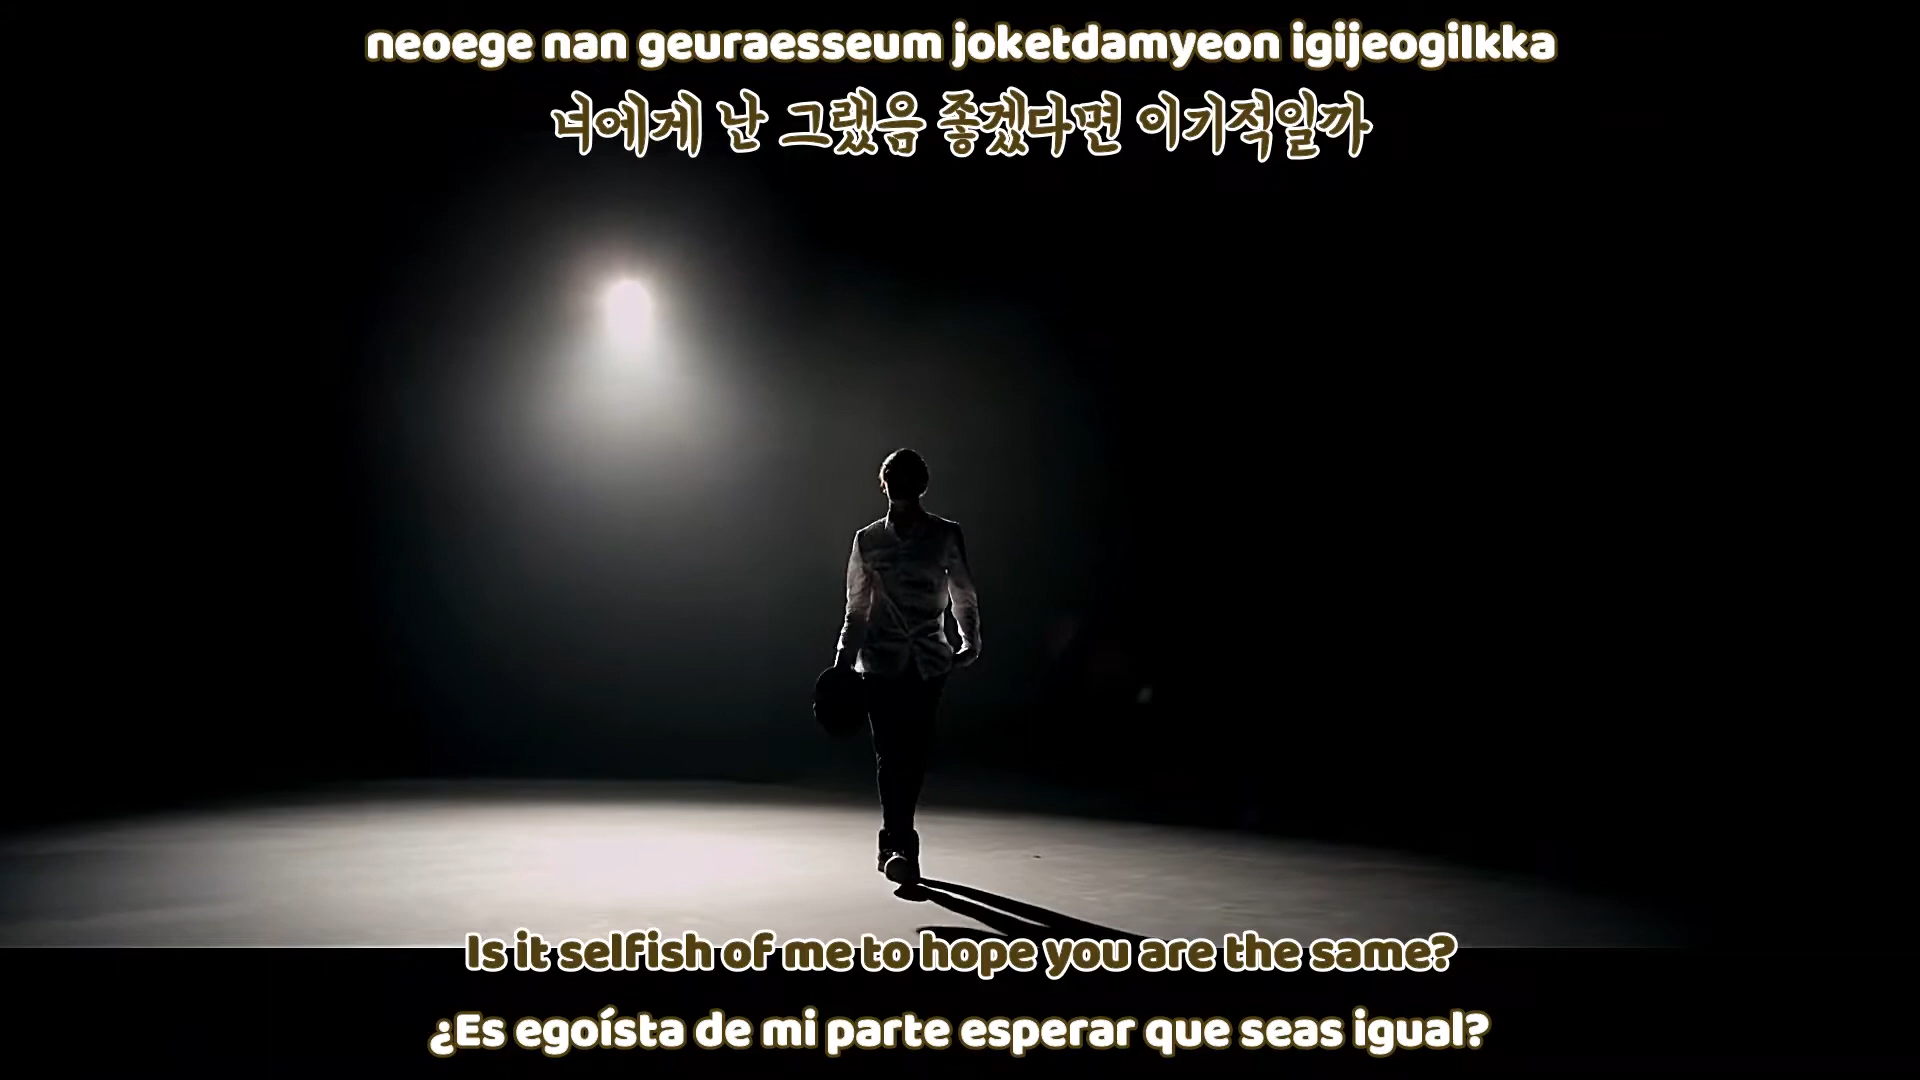 neoege nan geuraesseum joketdamyeon igijeogilkka
너에게 난 그랬음 좋겠다면 이기적일까
Is it selfish of me to hope you are the same?
¿Es egoísta de mi parte esperar que seas igual?